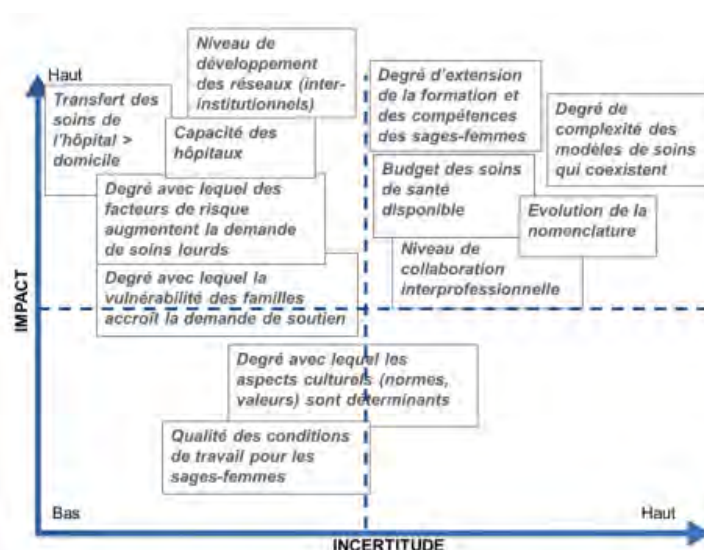 Haut
Transfert des
soins de
l'hôpital >
domicile
Niveau de
développement
des réseaux (inter-
institutionnels)
Capacité des
hôpitaux
Degré avec lequel des
facteurs de risque
augmentent la demande
de soins lourds
Degré avec lequel la
vulnérabilité des familles
accroît la demande de soutien
Degré d'extension
de la formation et
des compétences
des sages-femmes
Degré de
complexité des
modèles de soins
qui coexistent
Budget des soins
de santé
disponible
Evolution de la
nomenclature
Niveau de
collaboration
interprofessionnelle
Degré avec lequel les
aspects culturels (normes,
valeurs) sont déterminants
Qualité des conditions
de travail pour les
sages-femmes
IMPACT
Bas
Haut
INCERTITUDE